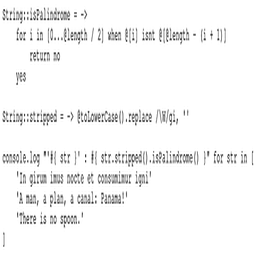 String::isPalindrome = ->
    for i in [0...@length / 2] when @[i] isnt @[@length - (i + 1)]
        return no
    yes

String::stripped = -> @toLowerCase().replace /\W/gi, ''

console.log "'#{ str }' : #{ str.stripped().isPalindrome() }" for str in [
    'In girum imus nocte et consumimur igni'
    'A man, a plan, a canal: Panama!'
    'There is no spoon.'
]